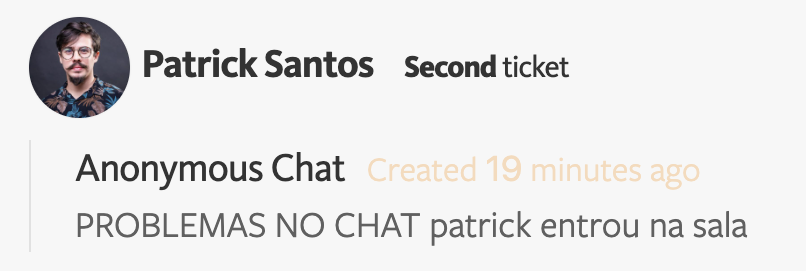 Patrick Santos Second ticket
Anonymous Chat Created 19 minutes ago
PROBLEMAS NO CHAT patrick entrou na sala